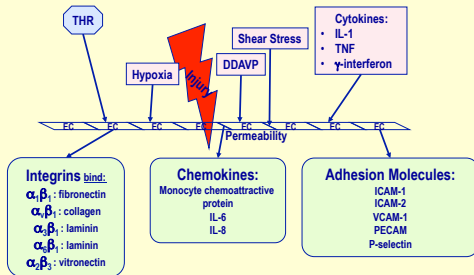 THR
Hypoxia
Injury
DDAVP
Shear Stress
Cytokines:
• IL-1
• TNF
• γ-interferon
EC EC EC EC EC EC EC EC
Permeability
Integrins bind:
α1β1: fibronectin
αvβ1: collagen
α3β1: laminin
α6β1: laminin
α2β3: vitronectin
Chemokines:
Monocyte chemoattractive
protein
IL-6
IL-8
Adhesion Molecules:
ICAM-1
ICAM-2
VCAM-1
PECAM
P-selectin